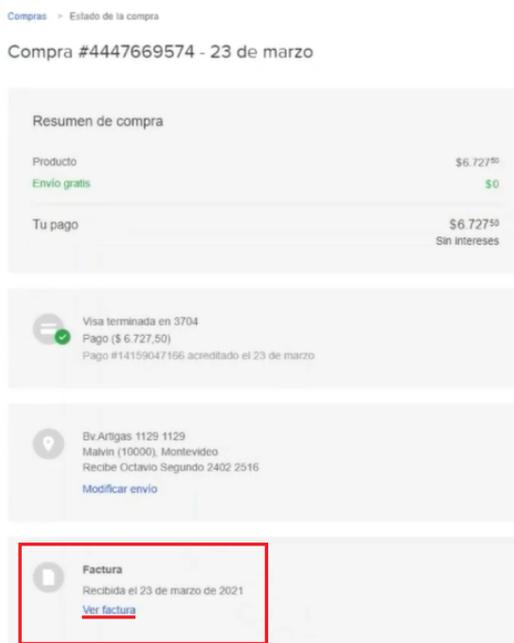 Compras > Estado de la compra
Compra #4447669574 - 23 de marzo
Resumen de compra
Producto $6.727⁵⁰
Envío gratis $0
Tu pago $6.727⁵⁰
Sin intereses
Visa terminada en 3704
Pago ($ 6.727,50)
Pago #14159047166 acreditado el 23 de marzo
Bv.Artigas 1129 1129
Malvin (10000), Montevideo
Recibe Octavio Segundo 2402 2516
Modificar envío
Factura
Recibida el 23 de marzo de 2021
Ver factura